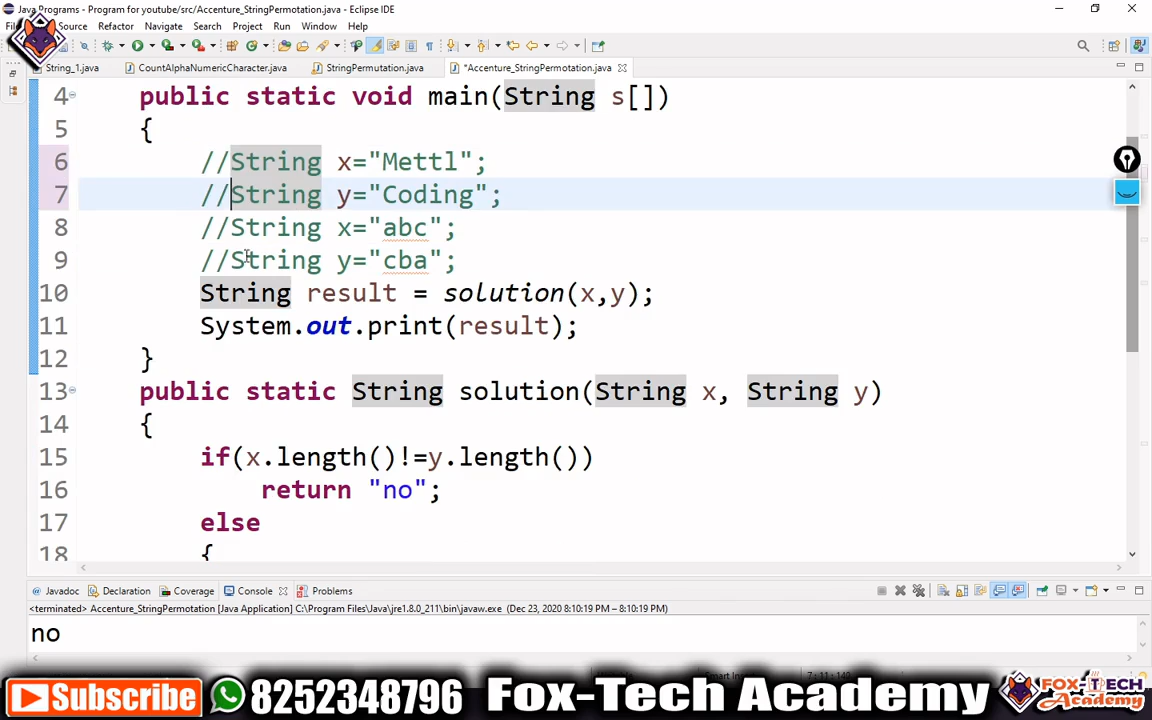 Java Programs - Program for youtube/src/Accenture_StringPermotation.java - Eclipse IDE
Source Refactor Navigate Search Project Run Window Help
String_1.java CountAlphaNumericCharacter.java StringPermutation.java *Accenture_StringPermotation.java
4 public static void main(String s[])
5 {
6 //String x="Mettl";
7 //String y="Coding";
8 //String x="abc";
9 //String y="cba";
10 String result = solution(x,y);
11 System.out.print(result);
12 }
13 public static String solution(String x, String y)
14 {
15 if(x.length()!=y.length())
16 return "no";
17 else
18 {
Javadoc Declaration Coverage Console Problems
<terminated> Accenture_StringPermotation [Java Application] C:\Program Files\Java\jre1.8.0_211\bin\javaw.exe (Dec 23, 2020 8:10:19 PM – 8:10:19 PM)
no
Subscribe 8252348796 Fox-Tech Academy FOX-TECH
Academy